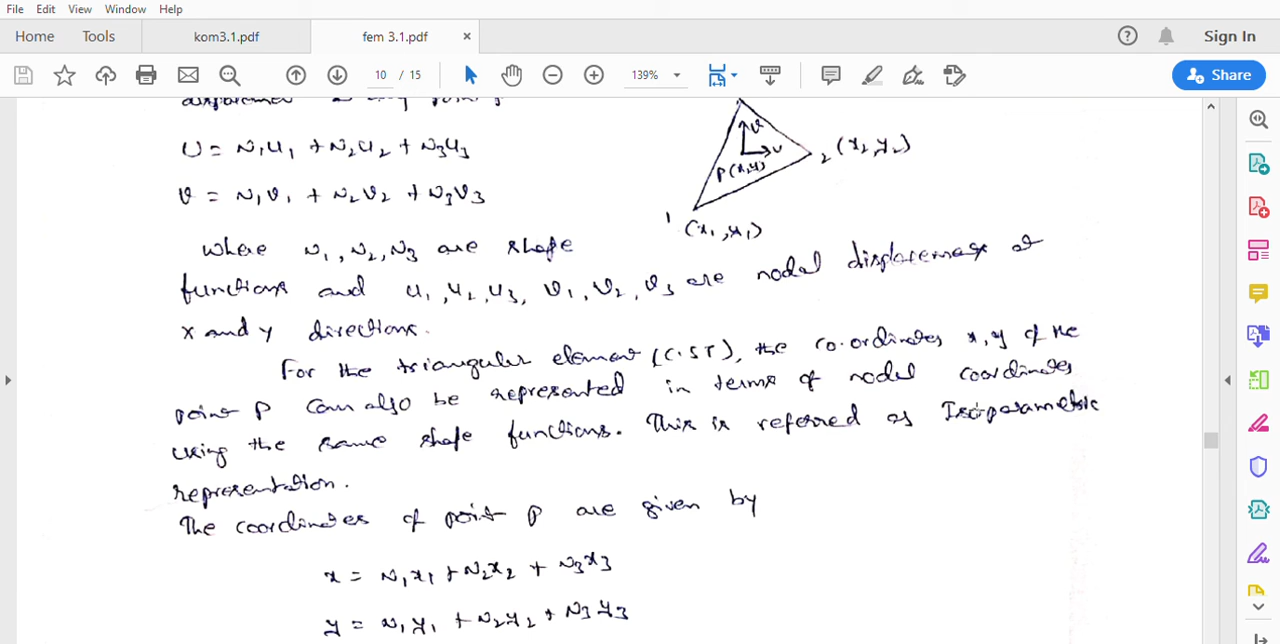 File Edit View Window Help
Home Tools kom3.1.pdf fem 3.1.pdf × Sign In
10 / 15 139% Share
U = N1U1 + N2U2 + N3U3
v = N1v1 + N2v2 + N3v3
P(x,y)
v
u
2 (x2,y2)
1
(x1,y1)
where N1, N2, N3 are shape
functions and u1, u2, u3, v1, v2, v3 are nodal
x and y directions.
For the triangular element (C.S.T), the co.ordinates x, y of the
point P can also be represented in terms of nodal coordinates
using the same shape functions. This is referred as Isoparametric
representation.
The coordinates of point P are given by
x = N1x1 + N2x2 + N3x3
y = N1y1 + N2y2 + N3y3